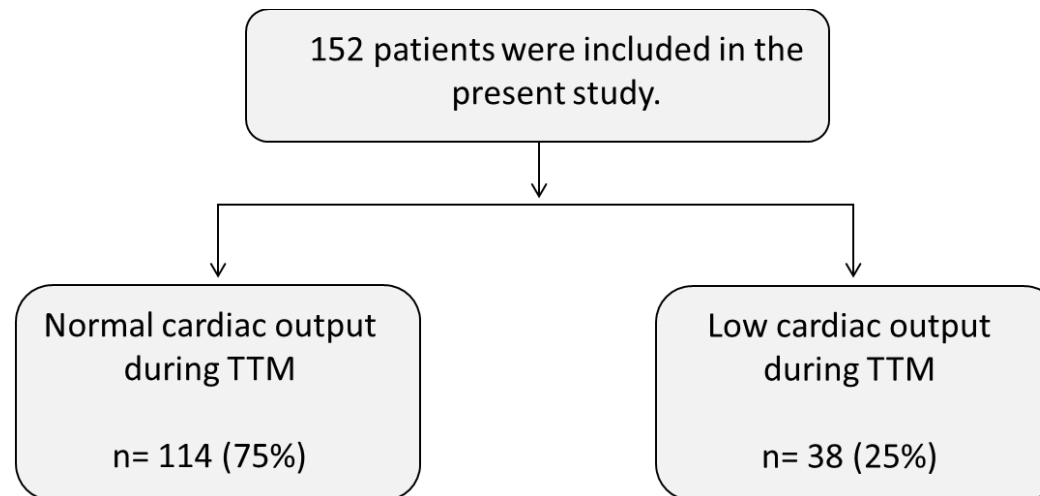 152 patients were included in the
present study.
Normal cardiac output
during TTM
n= 114 (75%)
Low cardiac output
during TTM
n= 38 (25%)